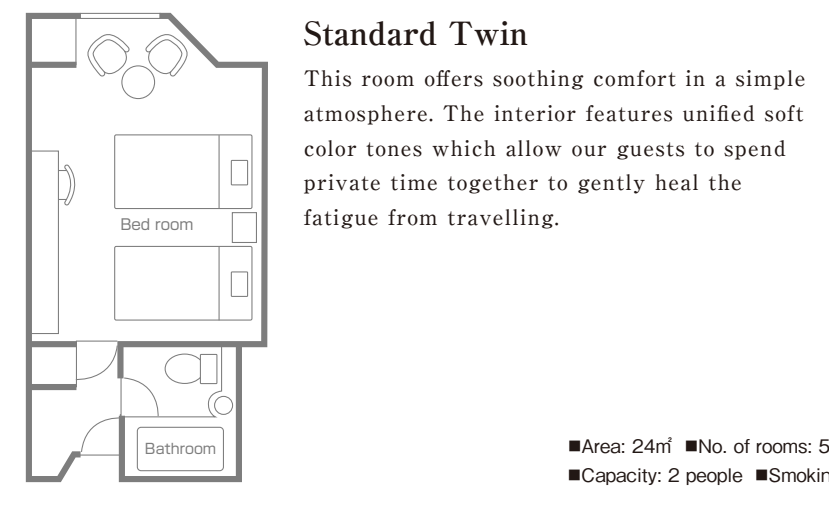 Standard Twin
This room offers soothing comfort in a simple
atmosphere. The interior features unified soft
color tones which allow our guests to spend
private time together to gently heal the
fatigue from travelling.
Bed room
Bathroom
■Area: 24㎡ ■No. of rooms: 5
■Capacity: 2 people ■Smokin